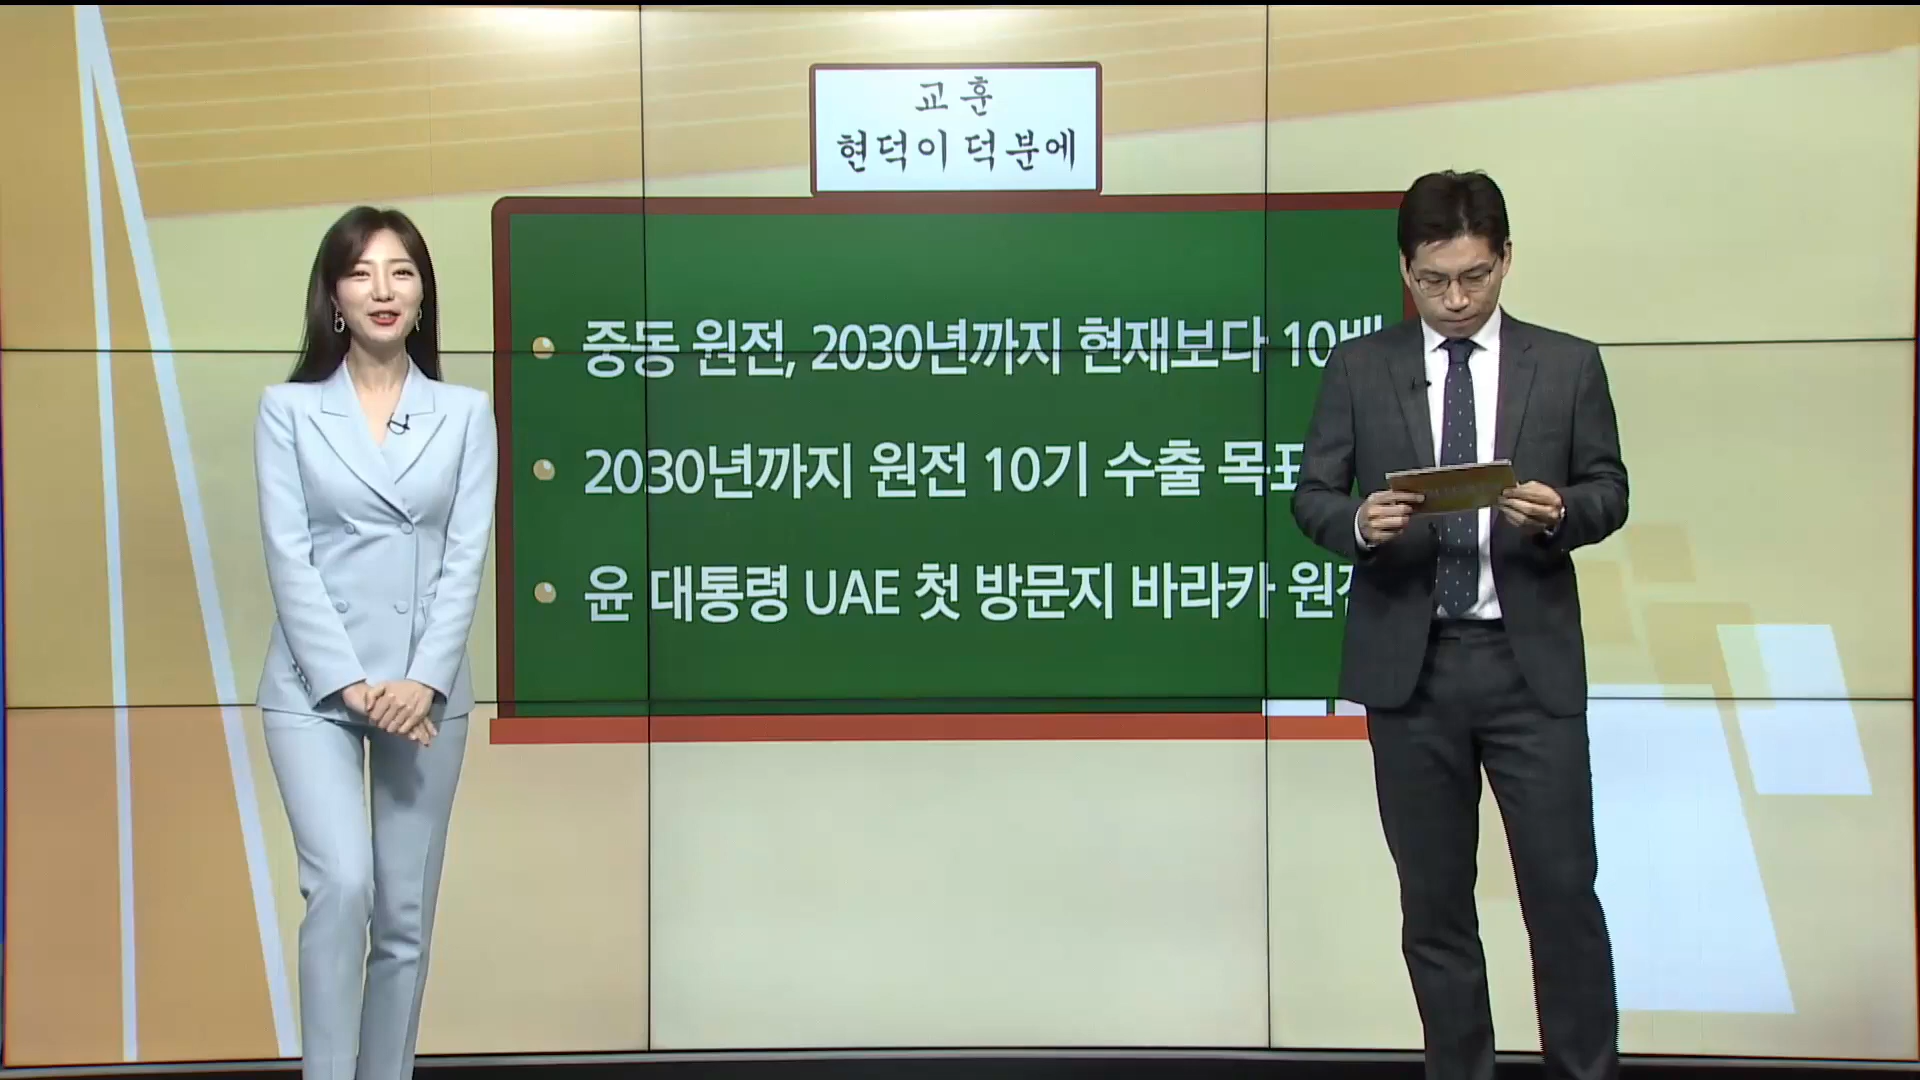 교훈
현덕이 덕분에
중동 원전, 2030년까지 현재보다
2030년까지 원전 10기 수출 목표
윤 대통령 UAE 첫 방문지 바라카